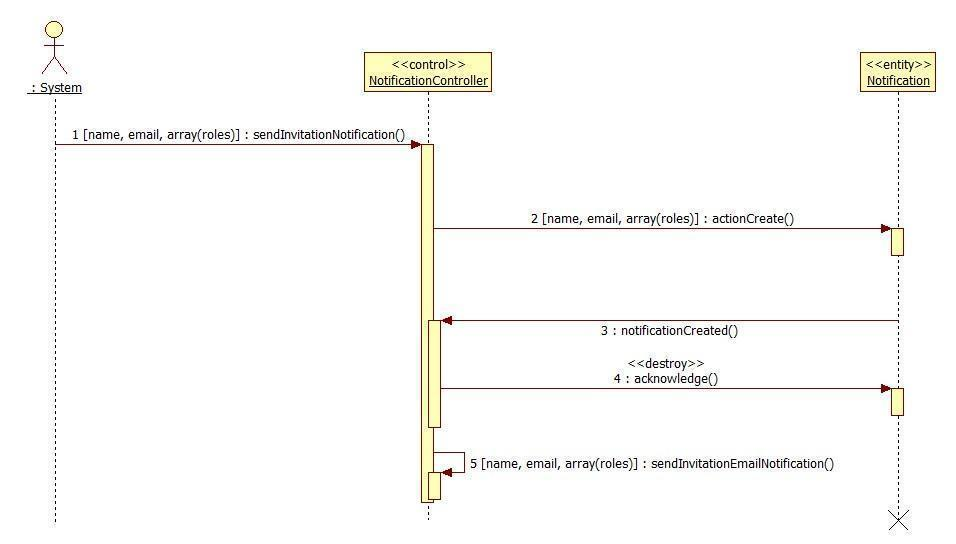 : System
<<control>>
NotificationController
<<entity>>
Notification
1 [name, email, array(roles)] : sendInvitationNotification()
2 [name, email, array(roles)] : actionCreate()
3 : notificationCreated()
<<destroy>>
4 : acknowledge()
5 [name, email, array(roles)] : sendInvitationEmailNotification()